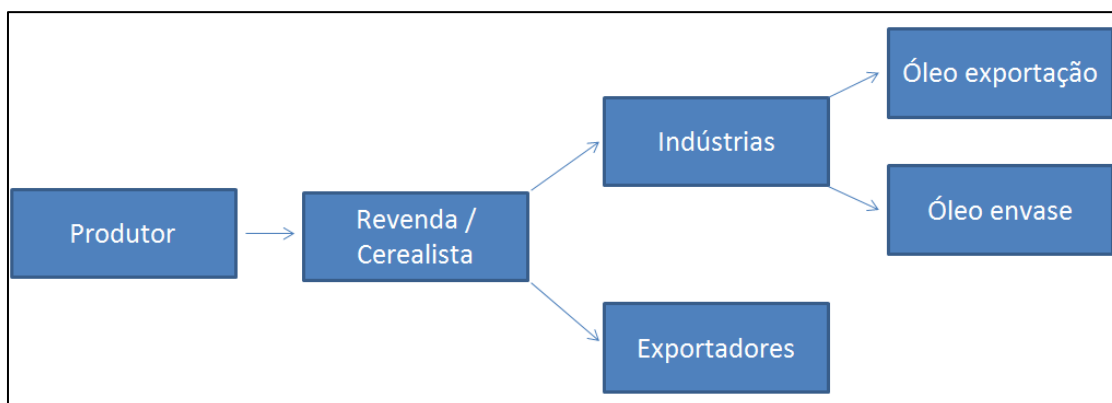 Produtor
Revenda /
Cerealista
Indústrias
Exportadores
Óleo exportação
Óleo envase